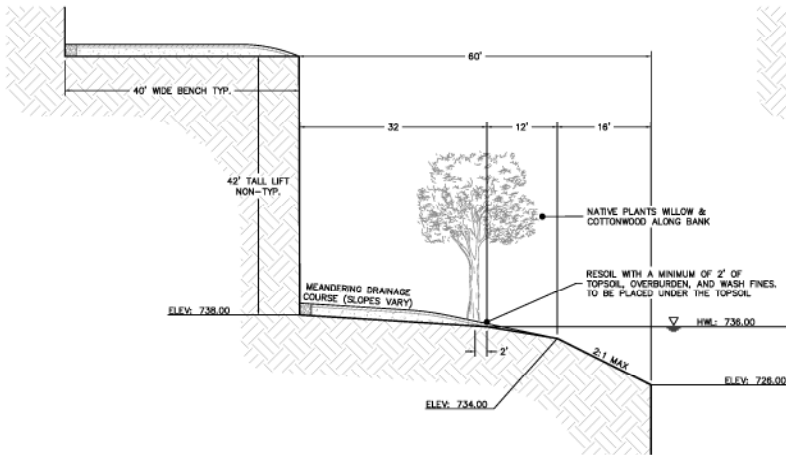 60'
40' WIDE BENCH TYP.
32
12'
16'
42' TALL LIFT
NON-TYP.
NATIVE PLANTS WILLOW &
COTTONWOOD ALONG BANK
RESOIL WITH A MINIMUM OF 2' OF
TOPSOIL, OVERBURDEN, AND WASH FINES.
TO BE PLACED UNDER THE TOPSOIL
MEANDERING DRAINAGE
COURSE (SLOPES VARY)
ELEV: 738.00
HWL: 736.00
2'
2:1 MAX
ELEV: 726.00
ELEV: 734.00